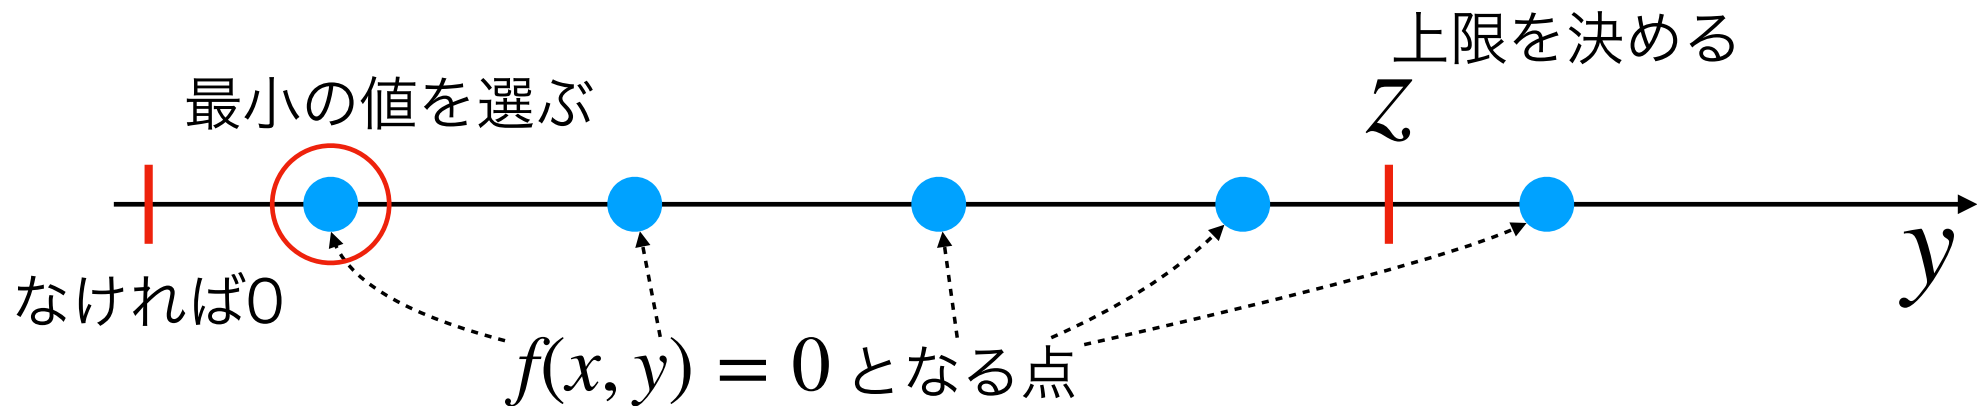 上限を決める
最小の値を選ぶ
z
y
なければ0
f(x, y) = 0 となる点